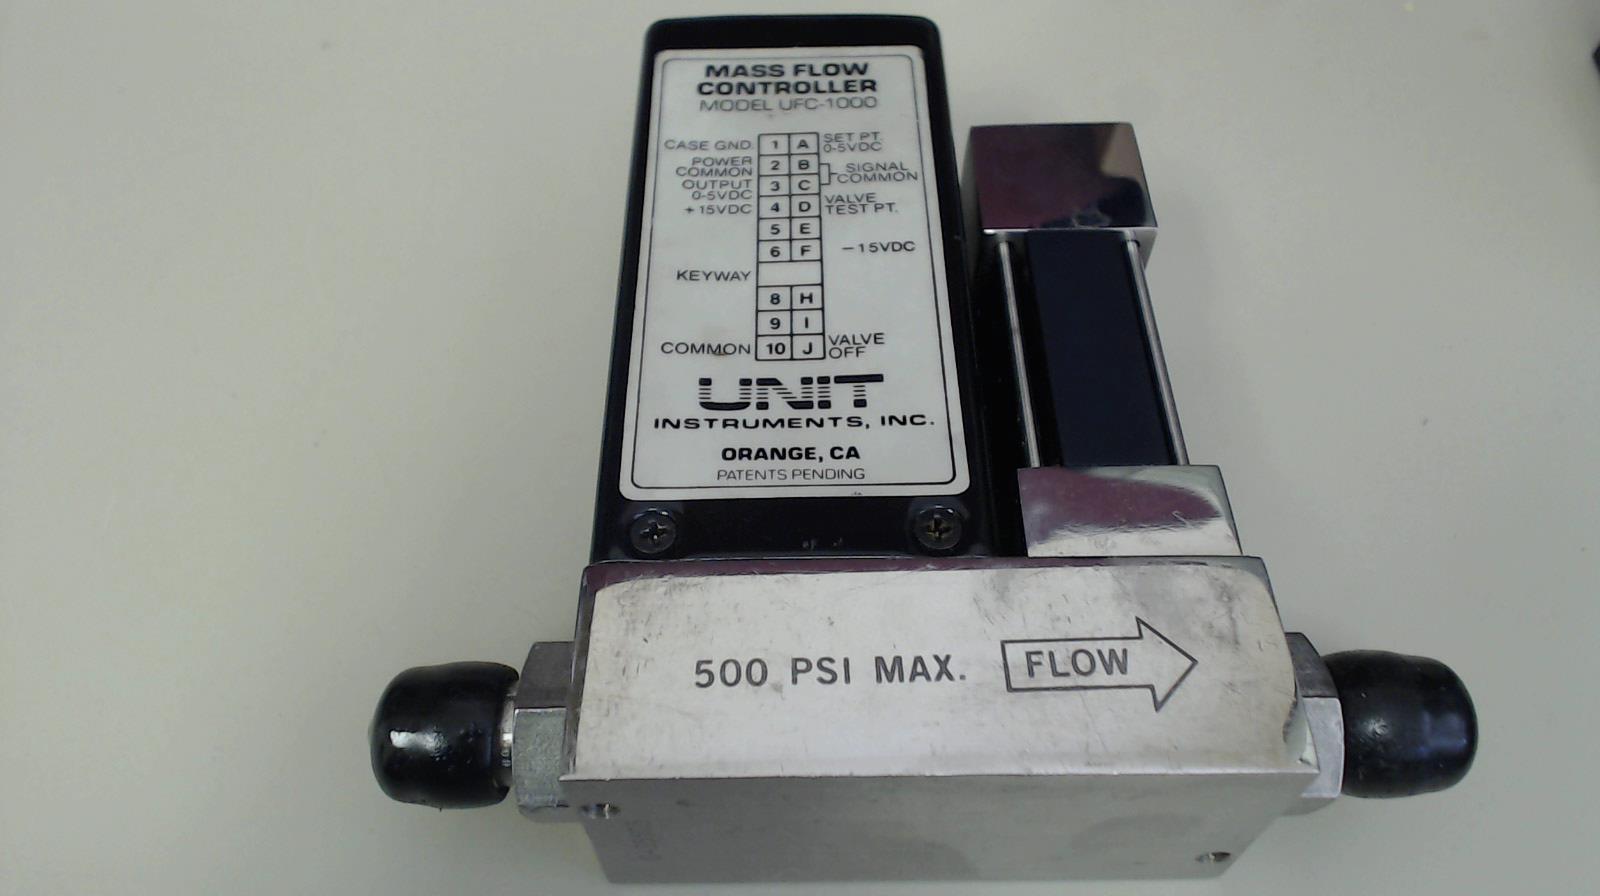 MASS FLOW
CONTROLLER
MODEL UFC-1000
CASE GND. 1 A SET PT.
0-5VDC
POWER
COMMON 2 B SIGNAL
COMMON
OUTPUT
0-5VDC 3 C
+15VDC 4 D VALVE
TEST PT.
5 E
6 F -15VDC
KEYWAY
8 H
9 I
COMMON 10 J VALVE
OFF
UNIT
INSTRUMENTS, INC.
ORANGE, CA
PATENTS PENDING
500 PSI MAX. FLOW